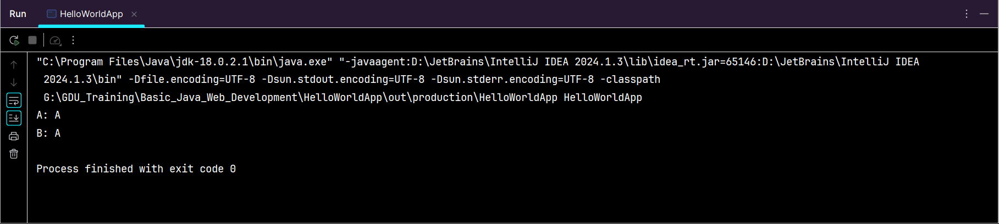 Run HelloWorldApp
"C:\Program Files\Java\jdk-18.0.2.1\bin\java.exe" "-javaagent:D:\JetBrains\IntelliJ IDEA 2024.1.3\lib\idea_rt.jar=65146:D:\JetBrains\IntelliJ IDEA
2024.1.3\bin" -Dfile.encoding=UTF-8 -Dsun.stdout.encoding=UTF-8 -Dsun.stderr.encoding=UTF-8 -classpath
G:\GDU_Training\Basic_Java_Web_Development\HelloWorldApp\out\production\HelloWorldApp HelloWorldApp
A: A
B: A
Process finished with exit code 0